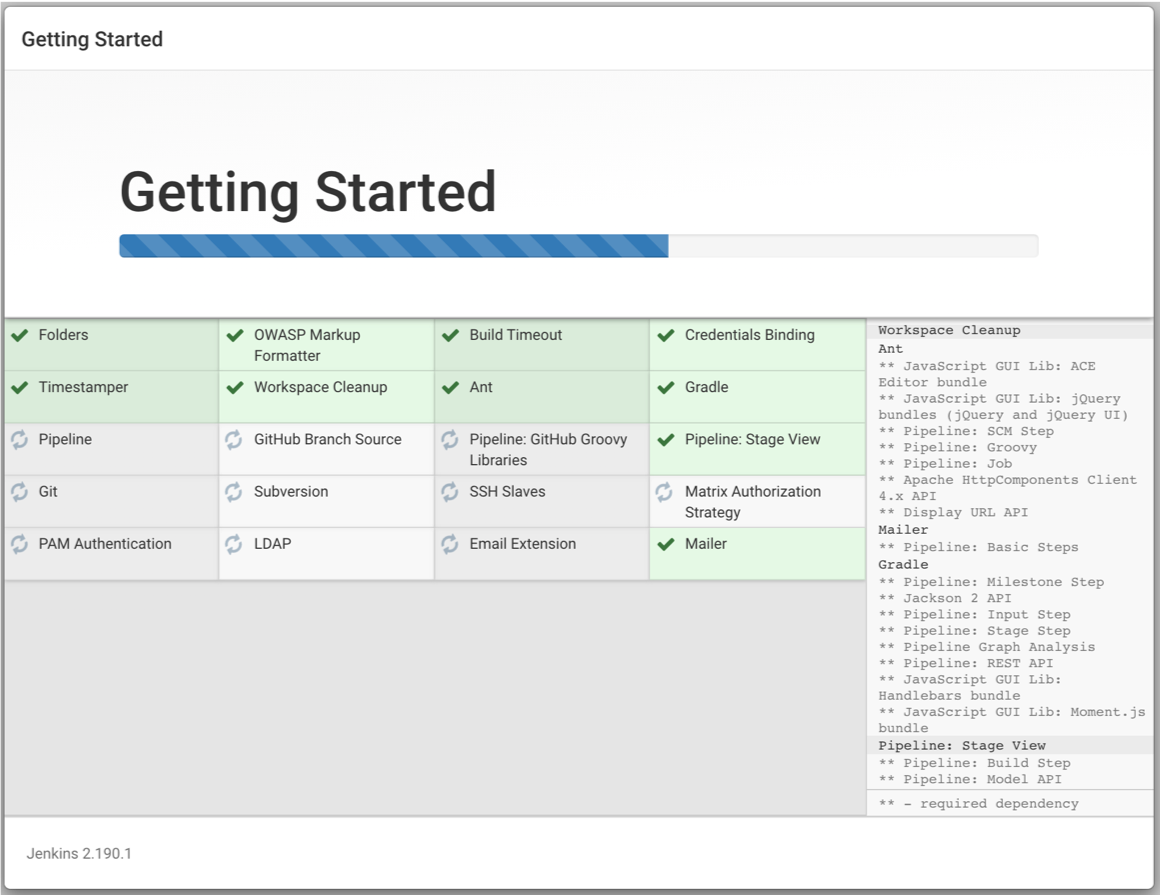 Getting Started
Getting Started
Folders
OWASP Markup
Formatter
Build Timeout
Credentials Binding
Timestamper
Workspace Cleanup
Ant
Gradle
Pipeline
GitHub Branch Source
Pipeline: GitHub Groovy
Libraries
Pipeline: Stage View
Git
Subversion
SSH Slaves
Matrix Authorization
Strategy
PAM Authentication
LDAP
Email Extension
Mailer
Workspace Cleanup
Ant
** JavaScript GUI Lib: ACE
Editor bundle
** JavaScript GUI Lib: jQuery
bundles (jQuery and jQuery UI)
** Pipeline: SCM Step
** Pipeline: Groovy
** Pipeline: Job
** Apache HttpComponents Client
4.x API
** Display URL API
Mailer
** Pipeline: Basic Steps
Gradle
** Pipeline: Milestone Step
** Jackson 2 API
** Pipeline: Input Step
** Pipeline: Stage Step
** Pipeline Graph Analysis
** Pipeline: REST API
** JavaScript GUI Lib:
Handlebars bundle
** JavaScript GUI Lib: Moment.js
bundle
Pipeline: Stage View
** Pipeline: Build Step
** Pipeline: Model API
** - required dependency
Jenkins 2.190.1